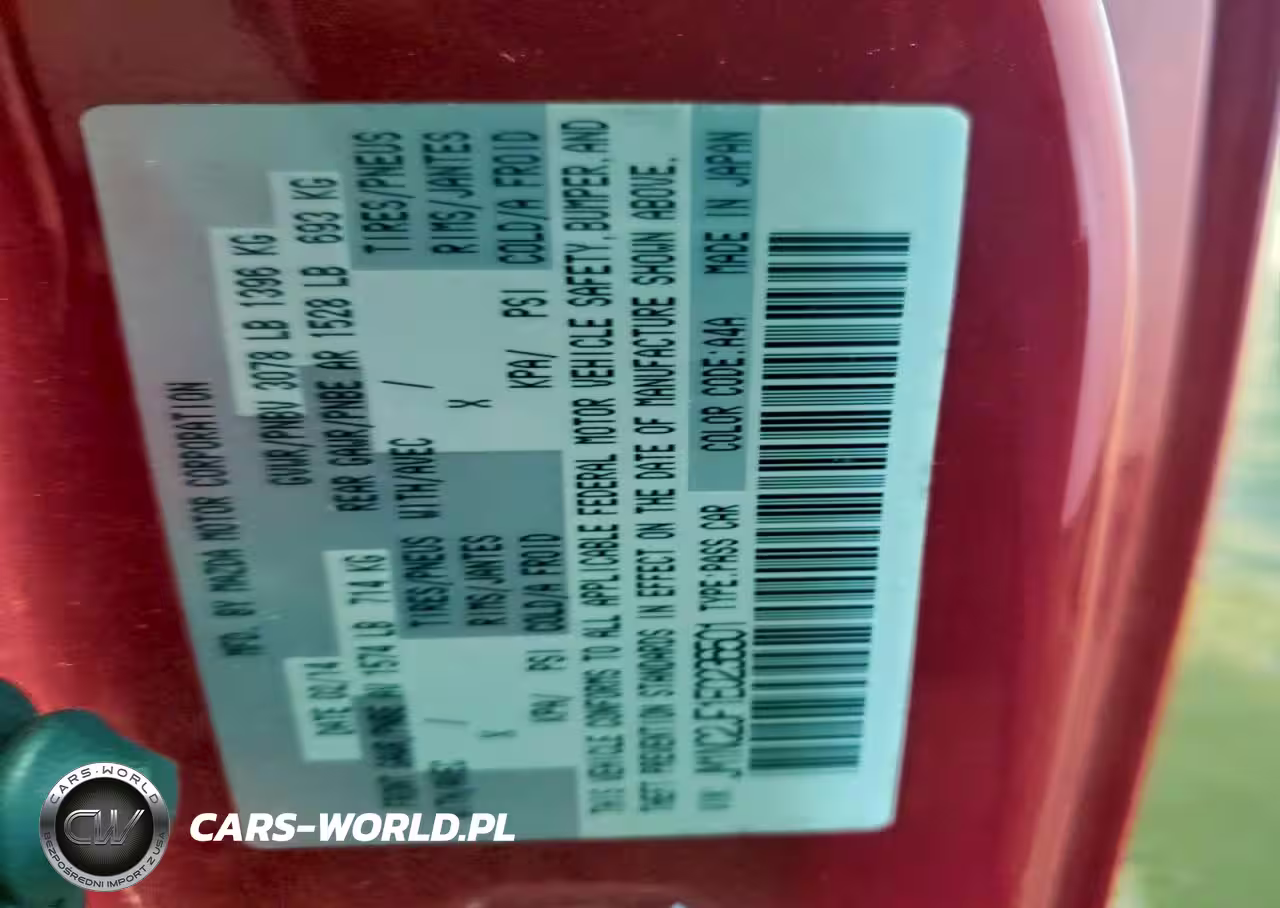 MFD. BY MAZDA MOTOR CORPORATION
DATE 02/14 GVWR/PNBV 3078 LB 1396 KG
1574 LB 714 KG REAR GAWR/PNBE AR 1528 LB 693 KG
WITH/AVEC TIRES/PNEUS
TIRES/PNEUS / RIMS/JANTES
/ RIMS/JANTES X COLD/A FROID
X COLD/A FROID KPA/ PSI
KPA/ PSI
THIS VEHICLE CONFORMS TO ALL APPLICABLE FEDERAL MOTOR VEHICLE SAFETY, BUMPER, AND
THEFT PREVENTION STANDARDS IN EFFECT ON THE DATE OF MANUFACTURE SHOWN ABOVE.
TYPE:PASS CAR COLOR CODE:A4A MADE IN JAPAN
CARS-WORLD
CW
BEZPOŚREDNI IMPORT Z USA
CARS-WORLD.PL